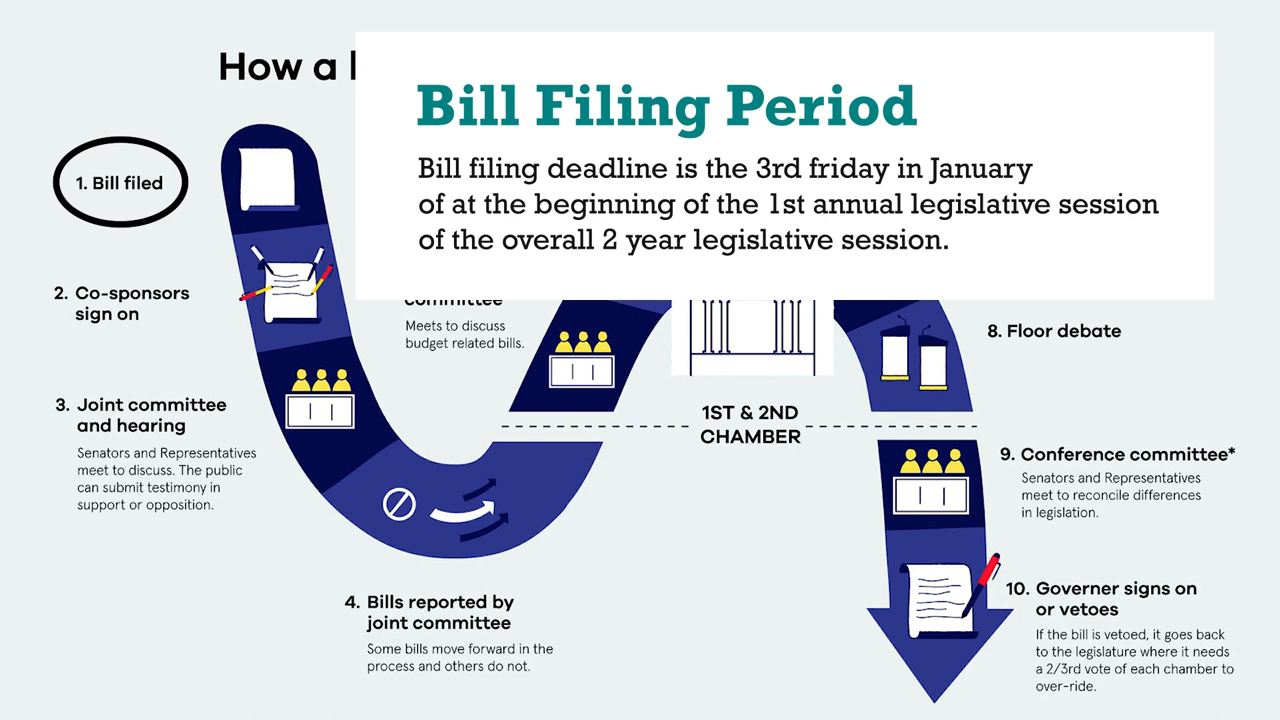 How a
Bill Filing Period
Bill filing deadline is the 3rd friday in January
of at the beginning of the 1st annual legislative session
of the overall 2 year legislative session.
1. Bill filed
2. Co-sponsors
sign on
3. Joint committee
and hearing
Senators and Representatives
meet to discuss. The public
can submit testimony in
support or opposition.
4. Bills reported by
joint committee
Some bills move forward in the
process and others do not.
committee
Meets to discuss
budget related bills.
1ST & 2ND
CHAMBER
8. Floor debate
9. Conference committee*
Senators and Representatives
meet to reconcile differences
in legislation.
10. Governer signs on
or vetoes
If the bill is vetoed, it goes back
to the legislature where it needs
a 2/3rd vote of each chamber to
over-ride.